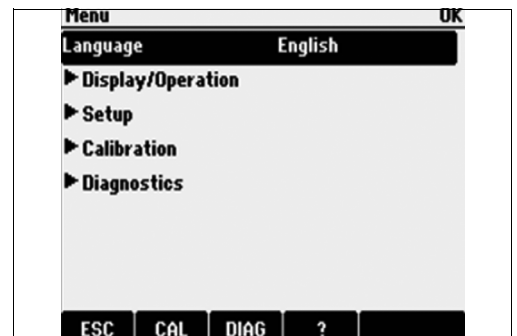 Menu OK
Language English
▶ Display/Operation
▶ Setup
▶ Calibration
▶ Diagnostics
ESC CAL DIAG ?